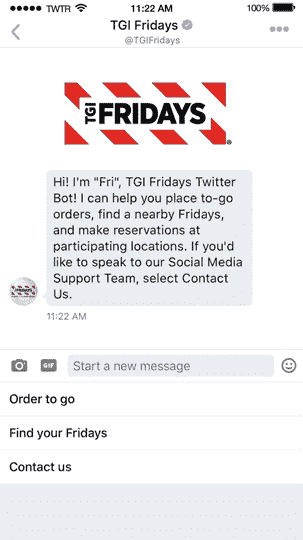 TWTR 11:22 AM 100%
TGI Fridays
@TGIFridays
TGI FRIDAYS®
Hi! I'm "Fri", TGI Fridays Twitter
Bot! I can help you place to-go
orders, find a nearby Fridays,
and make reservations at
participating locations. If you'd
like to speak to our Social Media
Support Team, select Contact
Us.
FRIDAYS
11:22 AM
GIF Start a new message
Order to go
Find your Fridays
Contact us